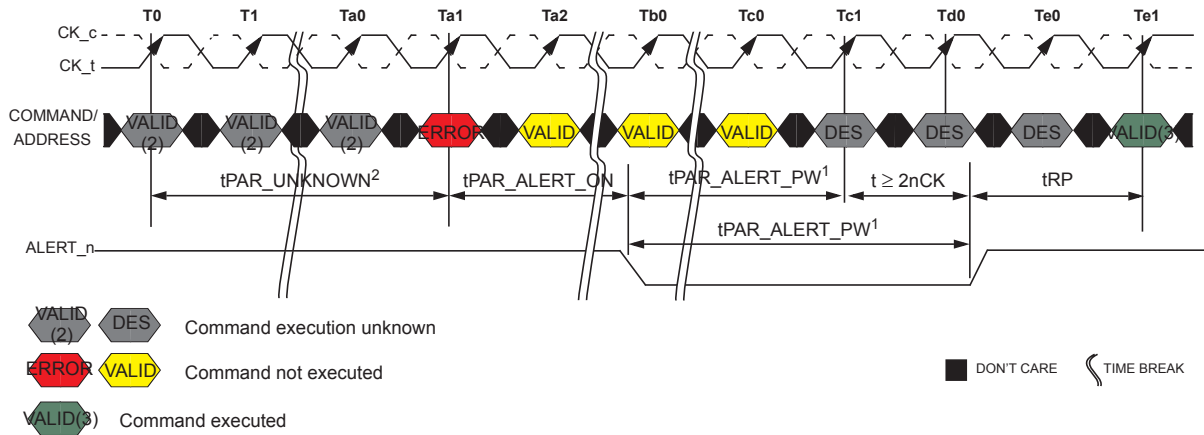 T0 T1 Ta0 Ta1 Ta2 Tb0 Tc0 Tc1 Td0 Te0 Te1
CK_c
CK_t
COMMAND/
ADDRESS
VALID (2) VALID (2) VALID (2) ERROR VALID VALID VALID DES DES DES VALID(3)
tPAR_UNKNOWN² tPAR_ALERT_ON tPAR_ALERT_PW¹ t ≥ 2nCK tRP
tPAR_ALERT_PW¹
ALERT_n
VALID (2) DES Command execution unknown
ERROR VALID Command not executed
DON'T CARE TIME BREAK
VALID(3) Command executed